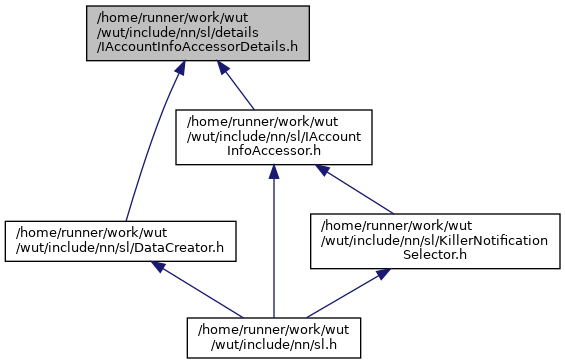 /home/runner/work/wut
/wut/include/nn/sl/details
/IAccountInfoAccessorDetails.h
/home/runner/work/wut
/wut/include/nn/sl/IAccount
InfoAccessor.h
/home/runner/work/wut
/wut/include/nn/sl/DataCreator.h
/home/runner/work/wut
/wut/include/nn/sl/KillerNotification
Selector.h
/home/runner/work/wut
/wut/include/nn/sl.h